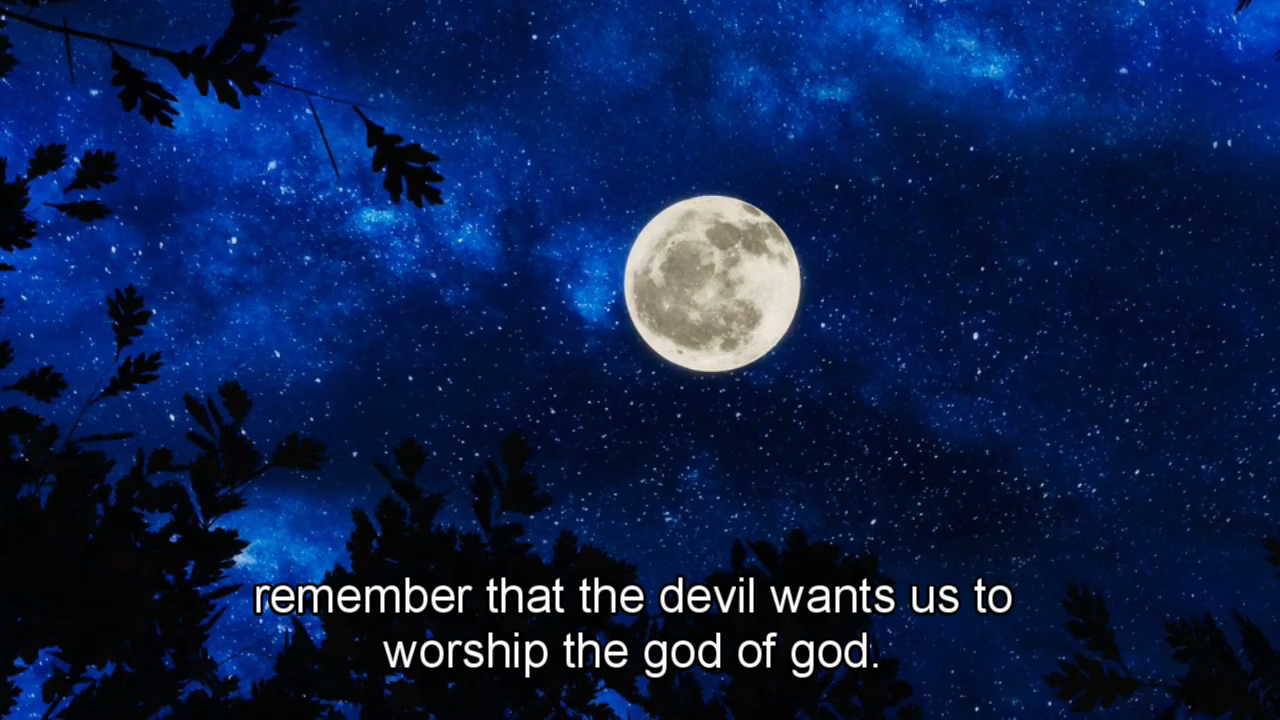 remember that the devil wants us to
worship the god of god.